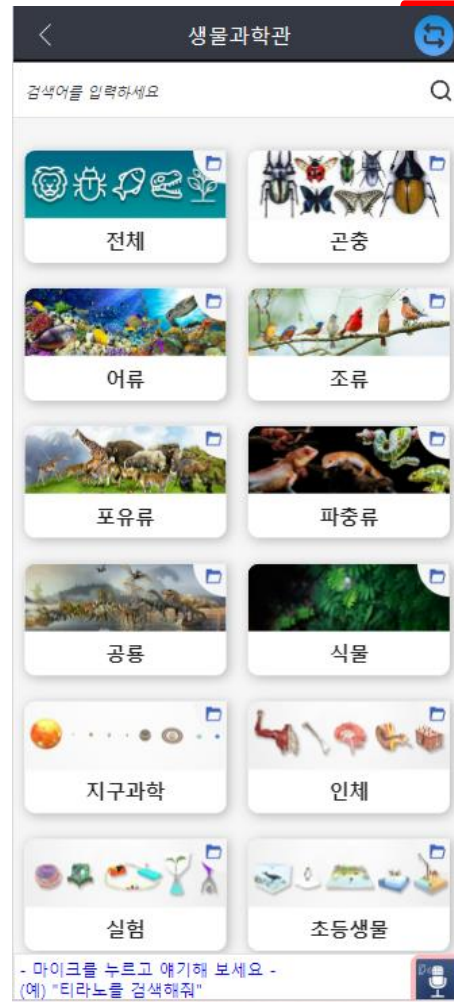 생물과학관
검색어를 입력하세요
전체
곤충
어류
조류
포유류
파충류
공룡
식물
지구과학
인체
실험
초등생물
- 마이크를 누르고 얘기해 보세요 -
(예) "티라노를 검색해줘"